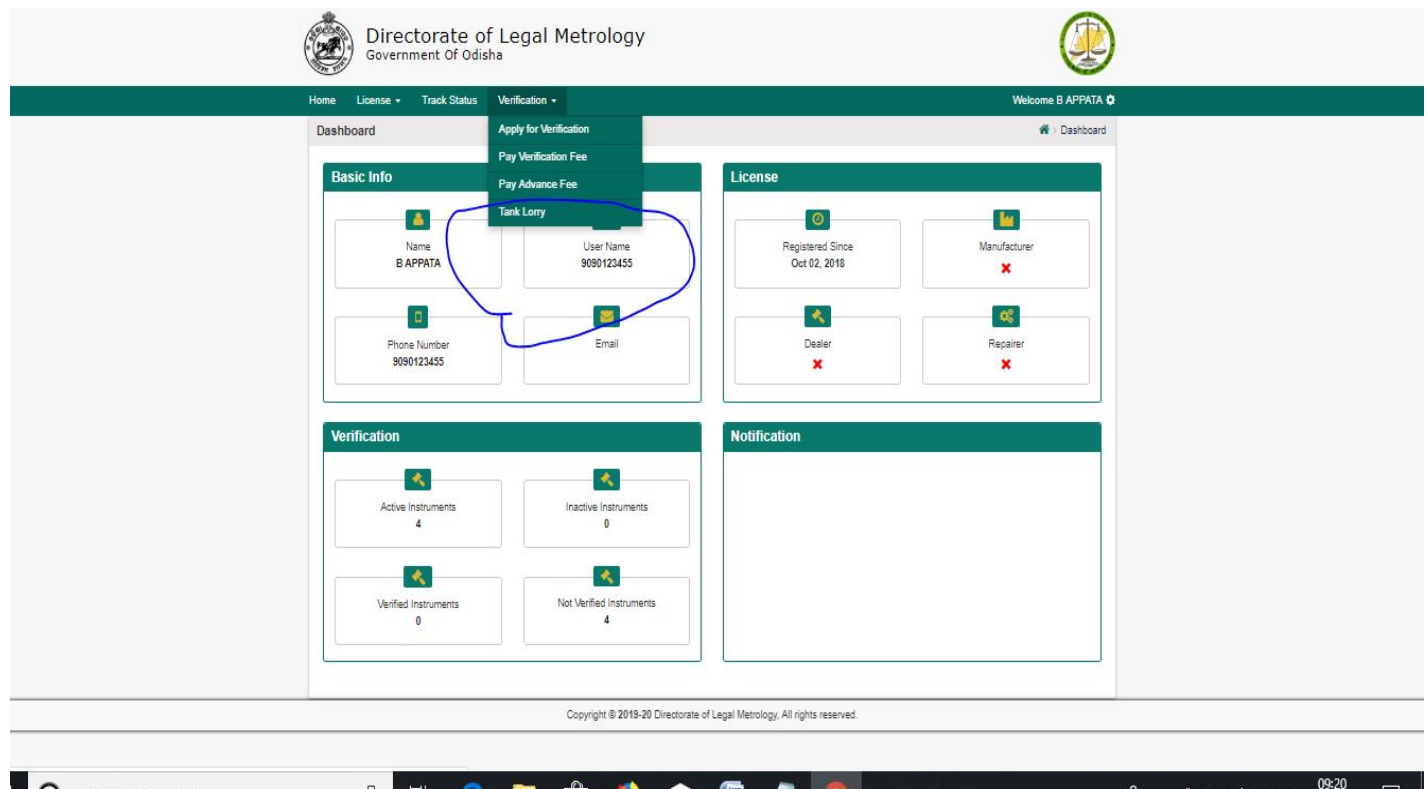 Directorate of Legal Metrology
Government Of Odisha
Home License Track Status Verification Welcome B APPATA
Dashboard Dashboard
Apply for Verification
Pay Verification Fee
Pay Advance Fee
Tank Lorry
Basic Info
Name
B APPATA
User Name
9090123455
Phone Number
9090123455
Email
License
Registered Since
Oct 02, 2018
Manufacturer
Dealer
Repairer
Verification
Active Instruments
4
Inactive Instruments
0
Verified Instruments
0
Not Verified Instruments
4
Notification
Copyright © 2019-20 Directorate of Legal Metrology, All rights reserved.
09:20